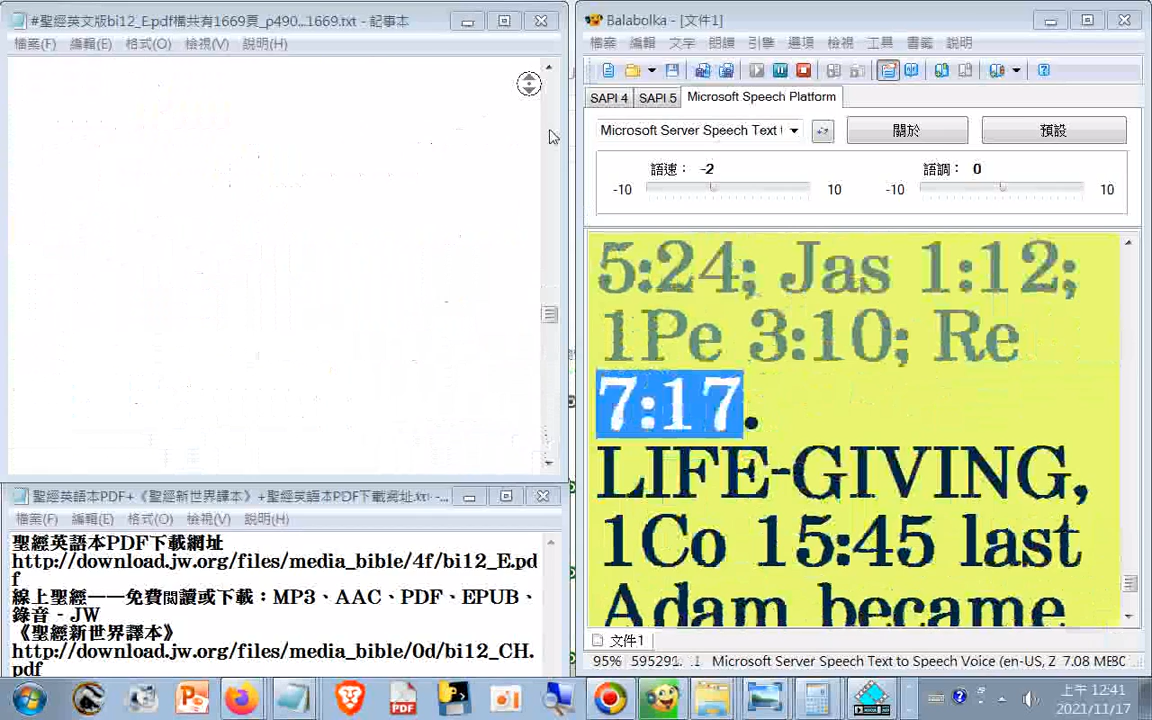 #聖經英文版bi12_E.pdf檔共有1669頁_p490...1669.txt - 記事本
檔案(F) 編輯(E) 格式(O) 檢視(V) 說明(H)
聖經英語本PDF+《聖經新世界譯本》+聖經英語本PDF下載網址.txt -...
檔案(F) 編輯(E) 格式(O) 檢視(V) 說明(H)
聖經英語本PDF下載網址
http://download.jw.org/files/media_bible/4f/bi12_E.pd
f
線上聖經——免費閱讀或下載：MP3、AAC、PDF、EPUB、
錄音 - JW
《聖經新世界譯本》
http://download.jw.org/files/media_bible/0d/bi12_CH.
pdf
Balabolka - [文件1]
檔案 編輯 文字 朗讀 引擎 選項 檢視 工具 書籤 說明
SAPI 4 SAPI 5 Microsoft Speech Platform
Microsoft Server Speech Text 關於 預設
語速： -2 語調： 0
-10 10 -10 10
5:24; Jas 1:12;
1Pe 3:10; Re
7:17.
LIFE-GIVING,
1Co 15:45 last
Adam became
文件1
95% 595291. Microsoft Server Speech Text to Speech Voice (en-US, Z 7.08 MB
上午 12:41
2021/11/17